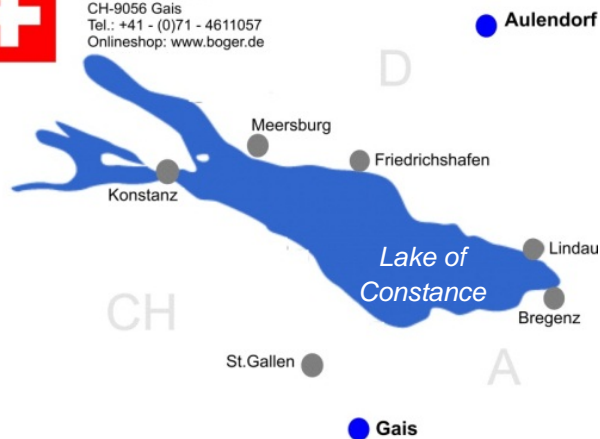 CH-9056 Gais
Tel.: +41 - (0)71 - 4611057
Onlineshop: www.boger.de
Aulendorf
D
Meersburg
Friedrichshafen
Konstanz
Lindau
Lake of
Constance
Bregenz
CH
St.Gallen
A
Gais